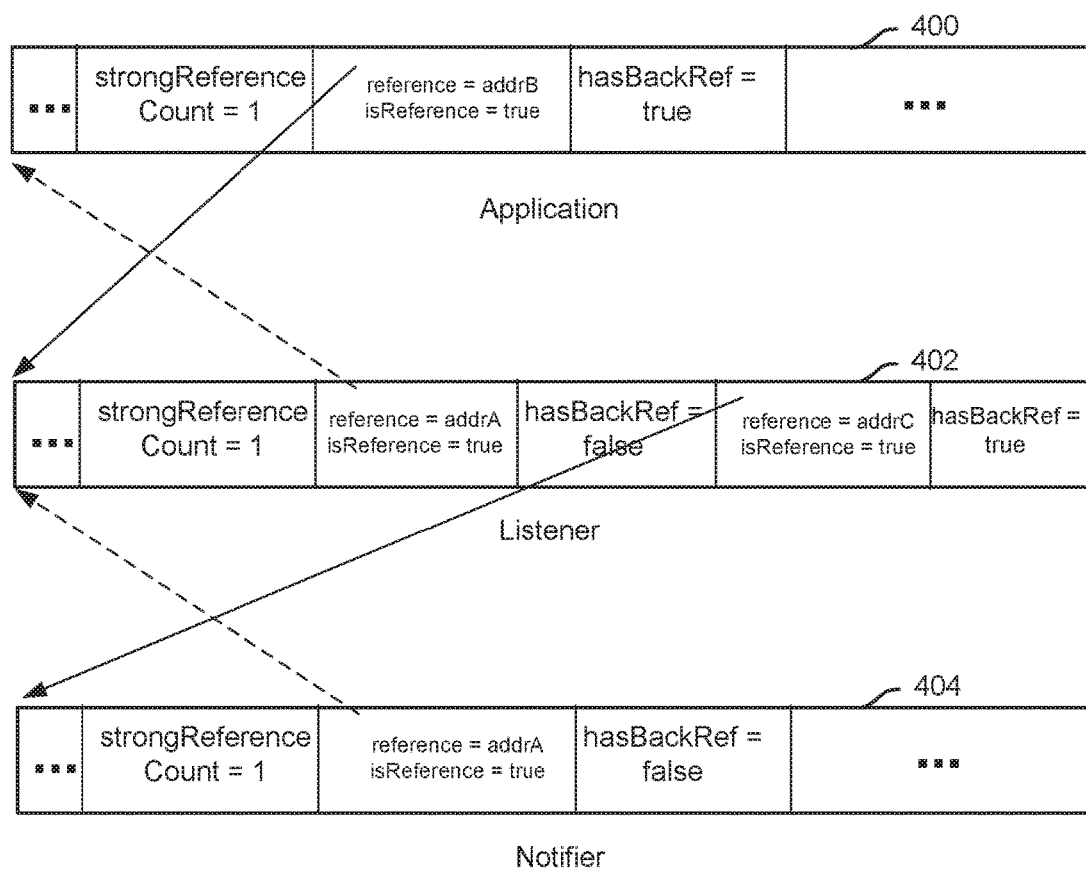 400
... strongReference Count = 1 reference = addrB isReference = true hasBackRef = true ...
Application
402
... strongReference Count = 1 reference = addrA isReference = true hasBackRef = false reference = addrC isReference = true hasBackRef = true
Listener
404
... strongReference Count = 1 reference = addrA isReference = true hasBackRef = false ...
Notifier